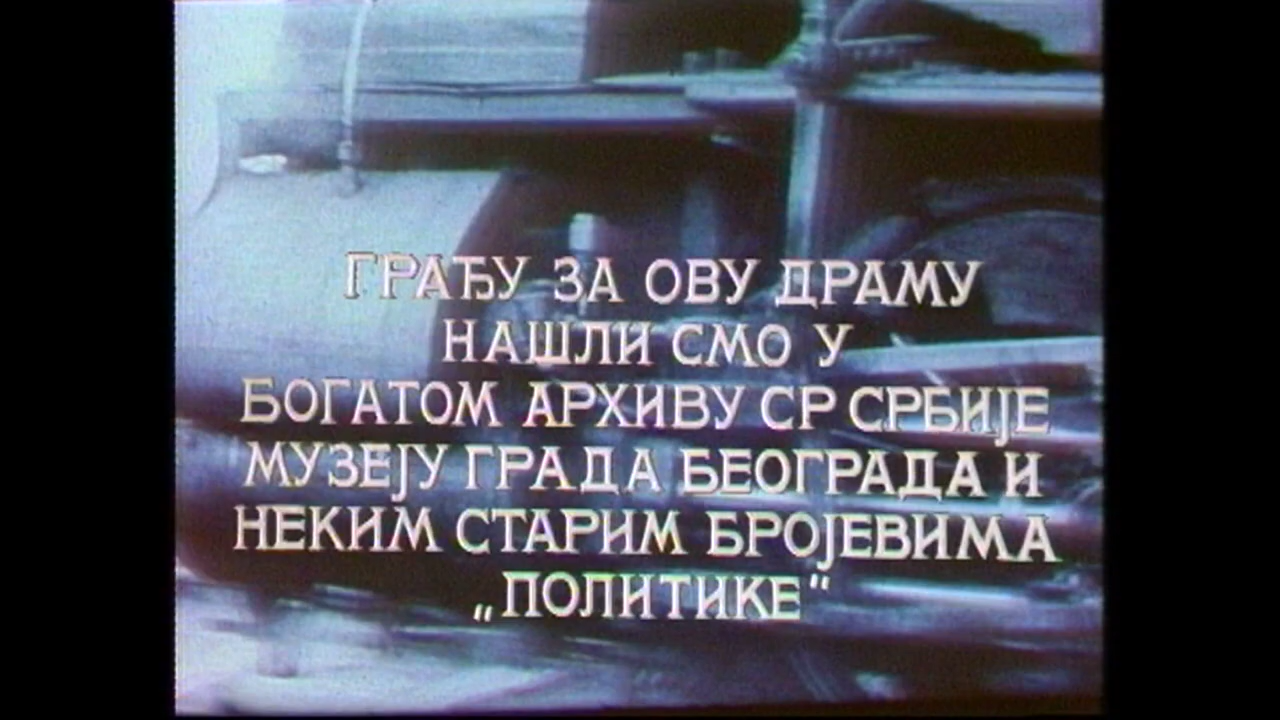 ГРАЂУ ЗА ОВУ ДРАМУ
НАШЛИ СМО У
БОГАТОМ АРХИВУ СР СРБИЈЕ
МУЗЕЈУ ГРАДА БЕОГРАДА И
НЕКИМ СТАРИМ БРОЈЕВИМА
„ПОЛИТИКЕ“